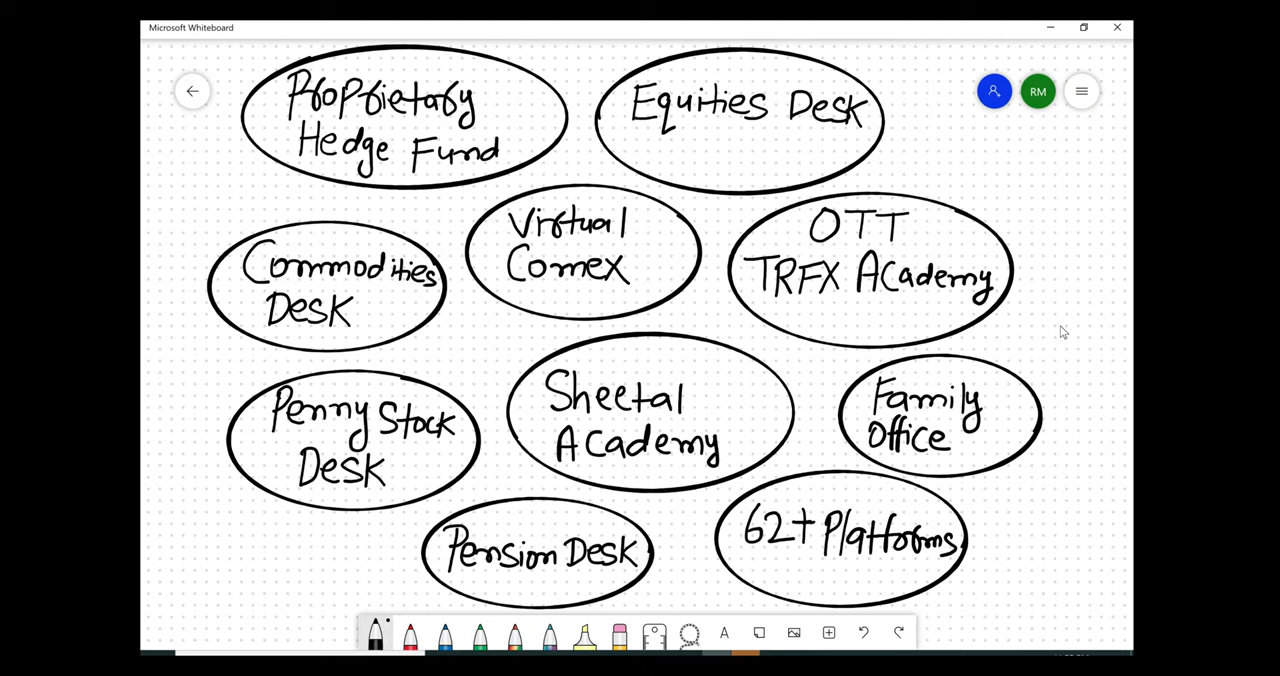 Microsoft Whiteboard
RM
Proprietary
Hedge Fund
Equities Desk
Virtual
Comex
OTT
TRFX Academy
Commodities
Desk
Penny Stock
Desk
Sheetal
Academy
Family
Office
Pension Desk
62+ Platforms
A